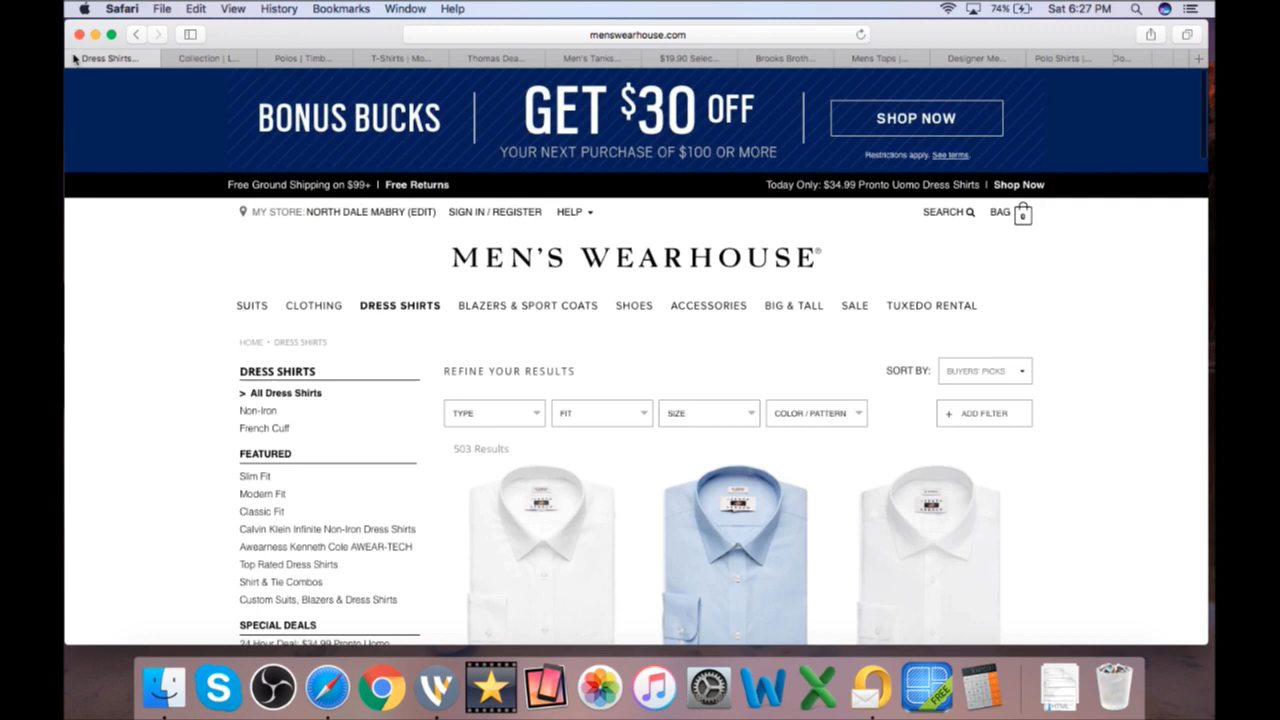 Safari File Edit View History Bookmarks Window Help 74% Sat 6:27 PM
menswearhouse.com
Dress Shirts... Collection | L... Polos | Timb... T-Shirts | Mo... Thomas Dea... Men's Tanks... $19.90 Selec... Brooks Broth... Mens Tops |... Designer Me... Polo Shirts |...
BONUS BUCKS GET $30 OFF SHOP NOW
YOUR NEXT PURCHASE OF $100 OR MORE Restrictions apply. See terms.
Free Ground Shipping on $99+ | Free Returns Today Only: $34.99 Pronto Uomo Dress Shirts | Shop Now
MY STORE: NORTH DALE MABRY (EDIT) SIGN IN / REGISTER HELP SEARCH BAG 0
MEN'S WEARHOUSE®
SUITS CLOTHING DRESS SHIRTS BLAZERS & SPORT COATS SHOES ACCESSORIES BIG & TALL SALE TUXEDO RENTAL
HOME • DRESS SHIRTS
DRESS SHIRTS
> All Dress Shirts
Non-Iron
French Cuff
FEATURED
Slim Fit
Modern Fit
Classic Fit
Calvin Klein Infinite Non-Iron Dress Shirts
Awearness Kenneth Cole AWEAR-TECH
Top Rated Dress Shirts
Shirt & Tie Combos
Custom Suits, Blazers & Dress Shirts
SPECIAL DEALS
24 Hour Deal: $34.99 Pronto Uomo
REFINE YOUR RESULTS SORT BY: BUYERS' PICKS
TYPE FIT SIZE COLOR / PATTERN + ADD FILTER
503 Results
FREE
HTML